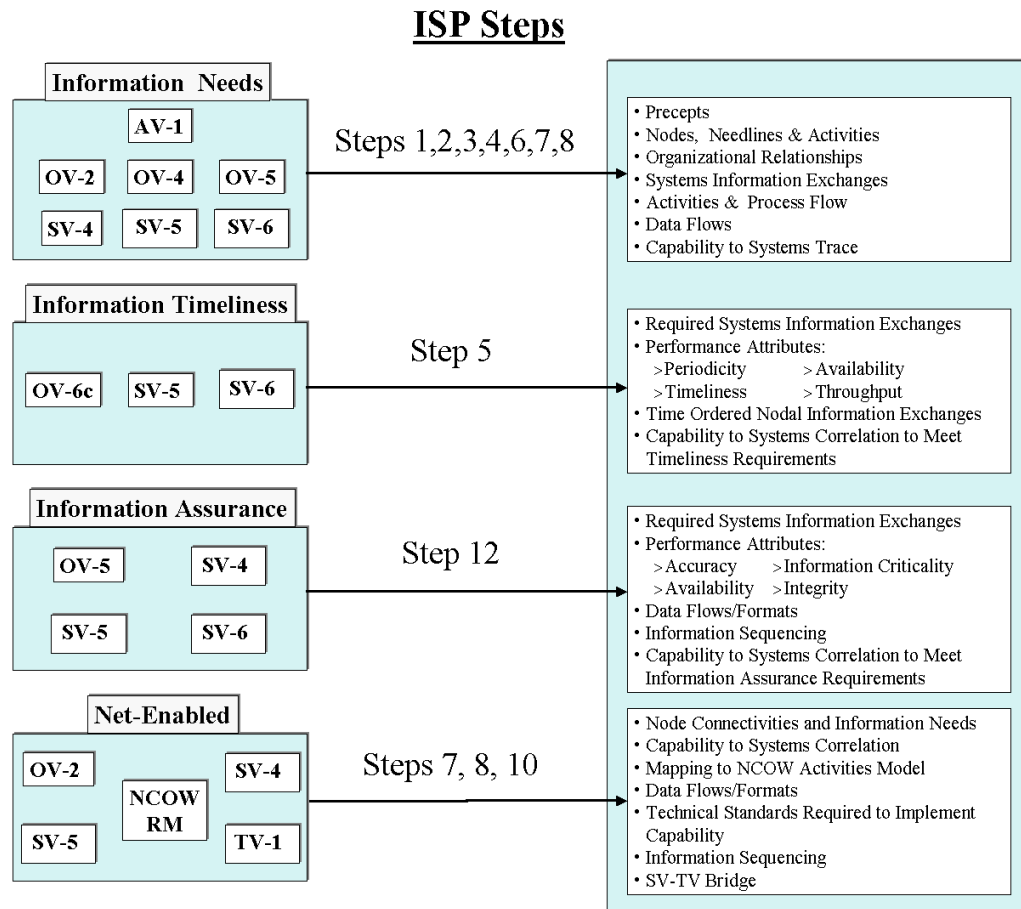 ISP Steps
Information Needs
AV-1
OV-2 OV-4 OV-5
SV-4 SV-5 SV-6
Steps 1,2,3,4,6,7,8
• Precepts
• Nodes, Needlines & Activities
• Organizational Relationships
• Systems Information Exchanges
• Activities & Process Flow
• Data Flows
• Capability to Systems Trace
Information Timeliness
OV-6c SV-5 SV-6
Step 5
• Required Systems Information Exchanges
• Performance Attributes:
>Periodicity >Availability
>Timeliness >Throughput
• Time Ordered Nodal Information Exchanges
• Capability to Systems Correlation to Meet
Timeliness Requirements
Information Assurance
OV-5 SV-4
SV-5 SV-6
Step 12
• Required Systems Information Exchanges
• Performance Attributes:
>Accuracy >Information Criticality
>Availability >Integrity
• Data Flows/Formats
• Information Sequencing
• Capability to Systems Correlation to Meet
Information Assurance Requirements
Net-Enabled
OV-2 SV-4
NCOW
RM
SV-5 TV-1
Steps 7, 8, 10
• Node Connectivities and Information Needs
• Capability to Systems Correlation
• Mapping to NCOW Activities Model
• Data Flows/Formats
• Technical Standards Required to Implement
Capability
• Information Sequencing
• SV-TV Bridge